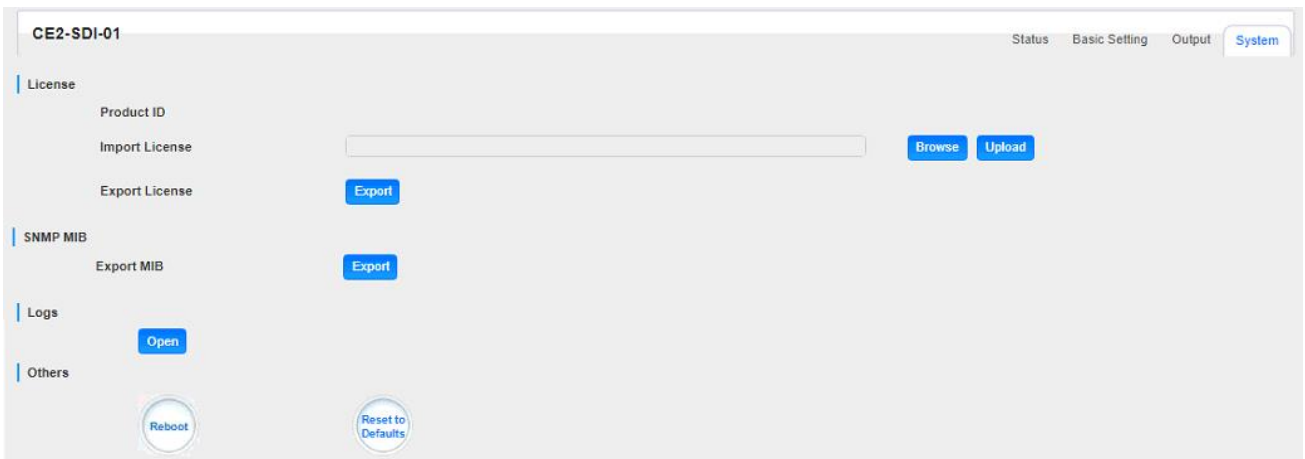 CE2-SDI-01
Status Basic Setting Output System
License
Product ID
Import License Browse Upload
Export License Export
SNMP MIB
Export MIB Export
Logs
Open
Others
Reboot Reset to
Defaults